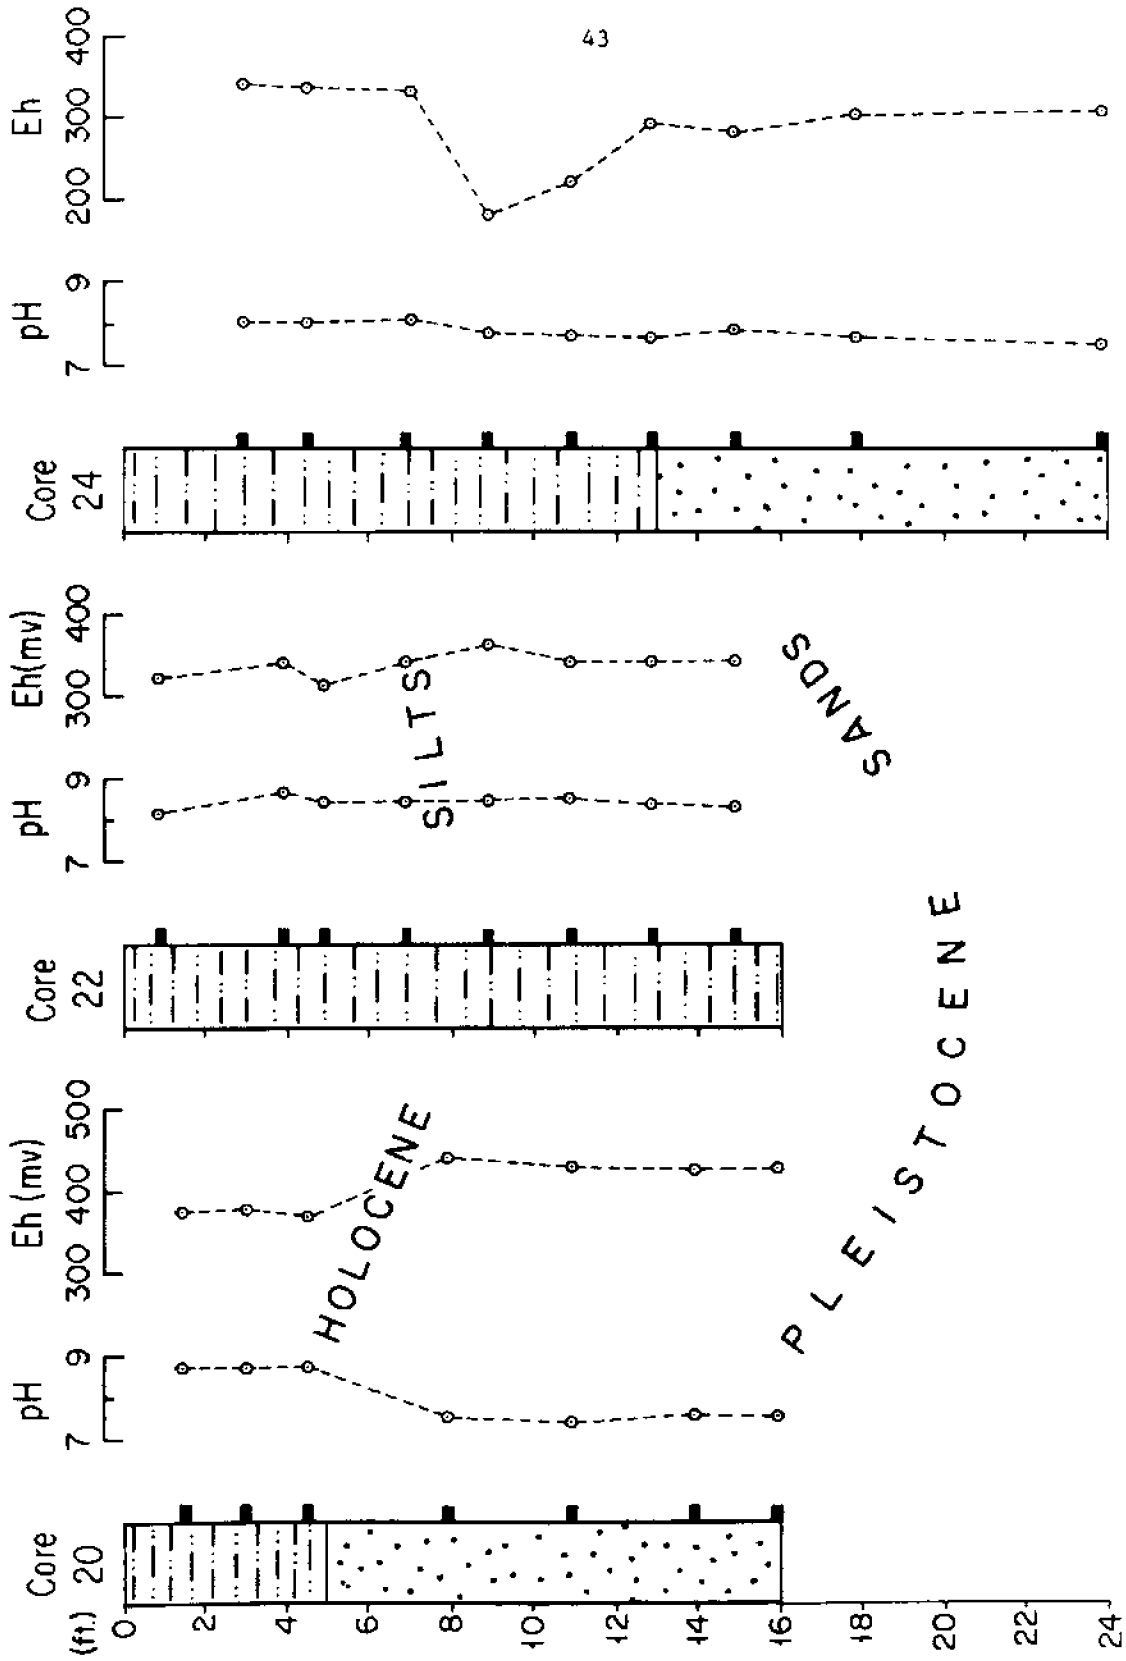 43
Eh
400
300
200
pH
9
7
Core
24
Eh(mv)
400
300
pH
9
7
SILTS
SANDS
Core
22
Eh (mv)
500
400
300
HOLOCENE
PLEISTOCENE
pH
9
7
Core
20
(ft.)
0
2
4
6
8
10
12
14
16
18
20
22
24